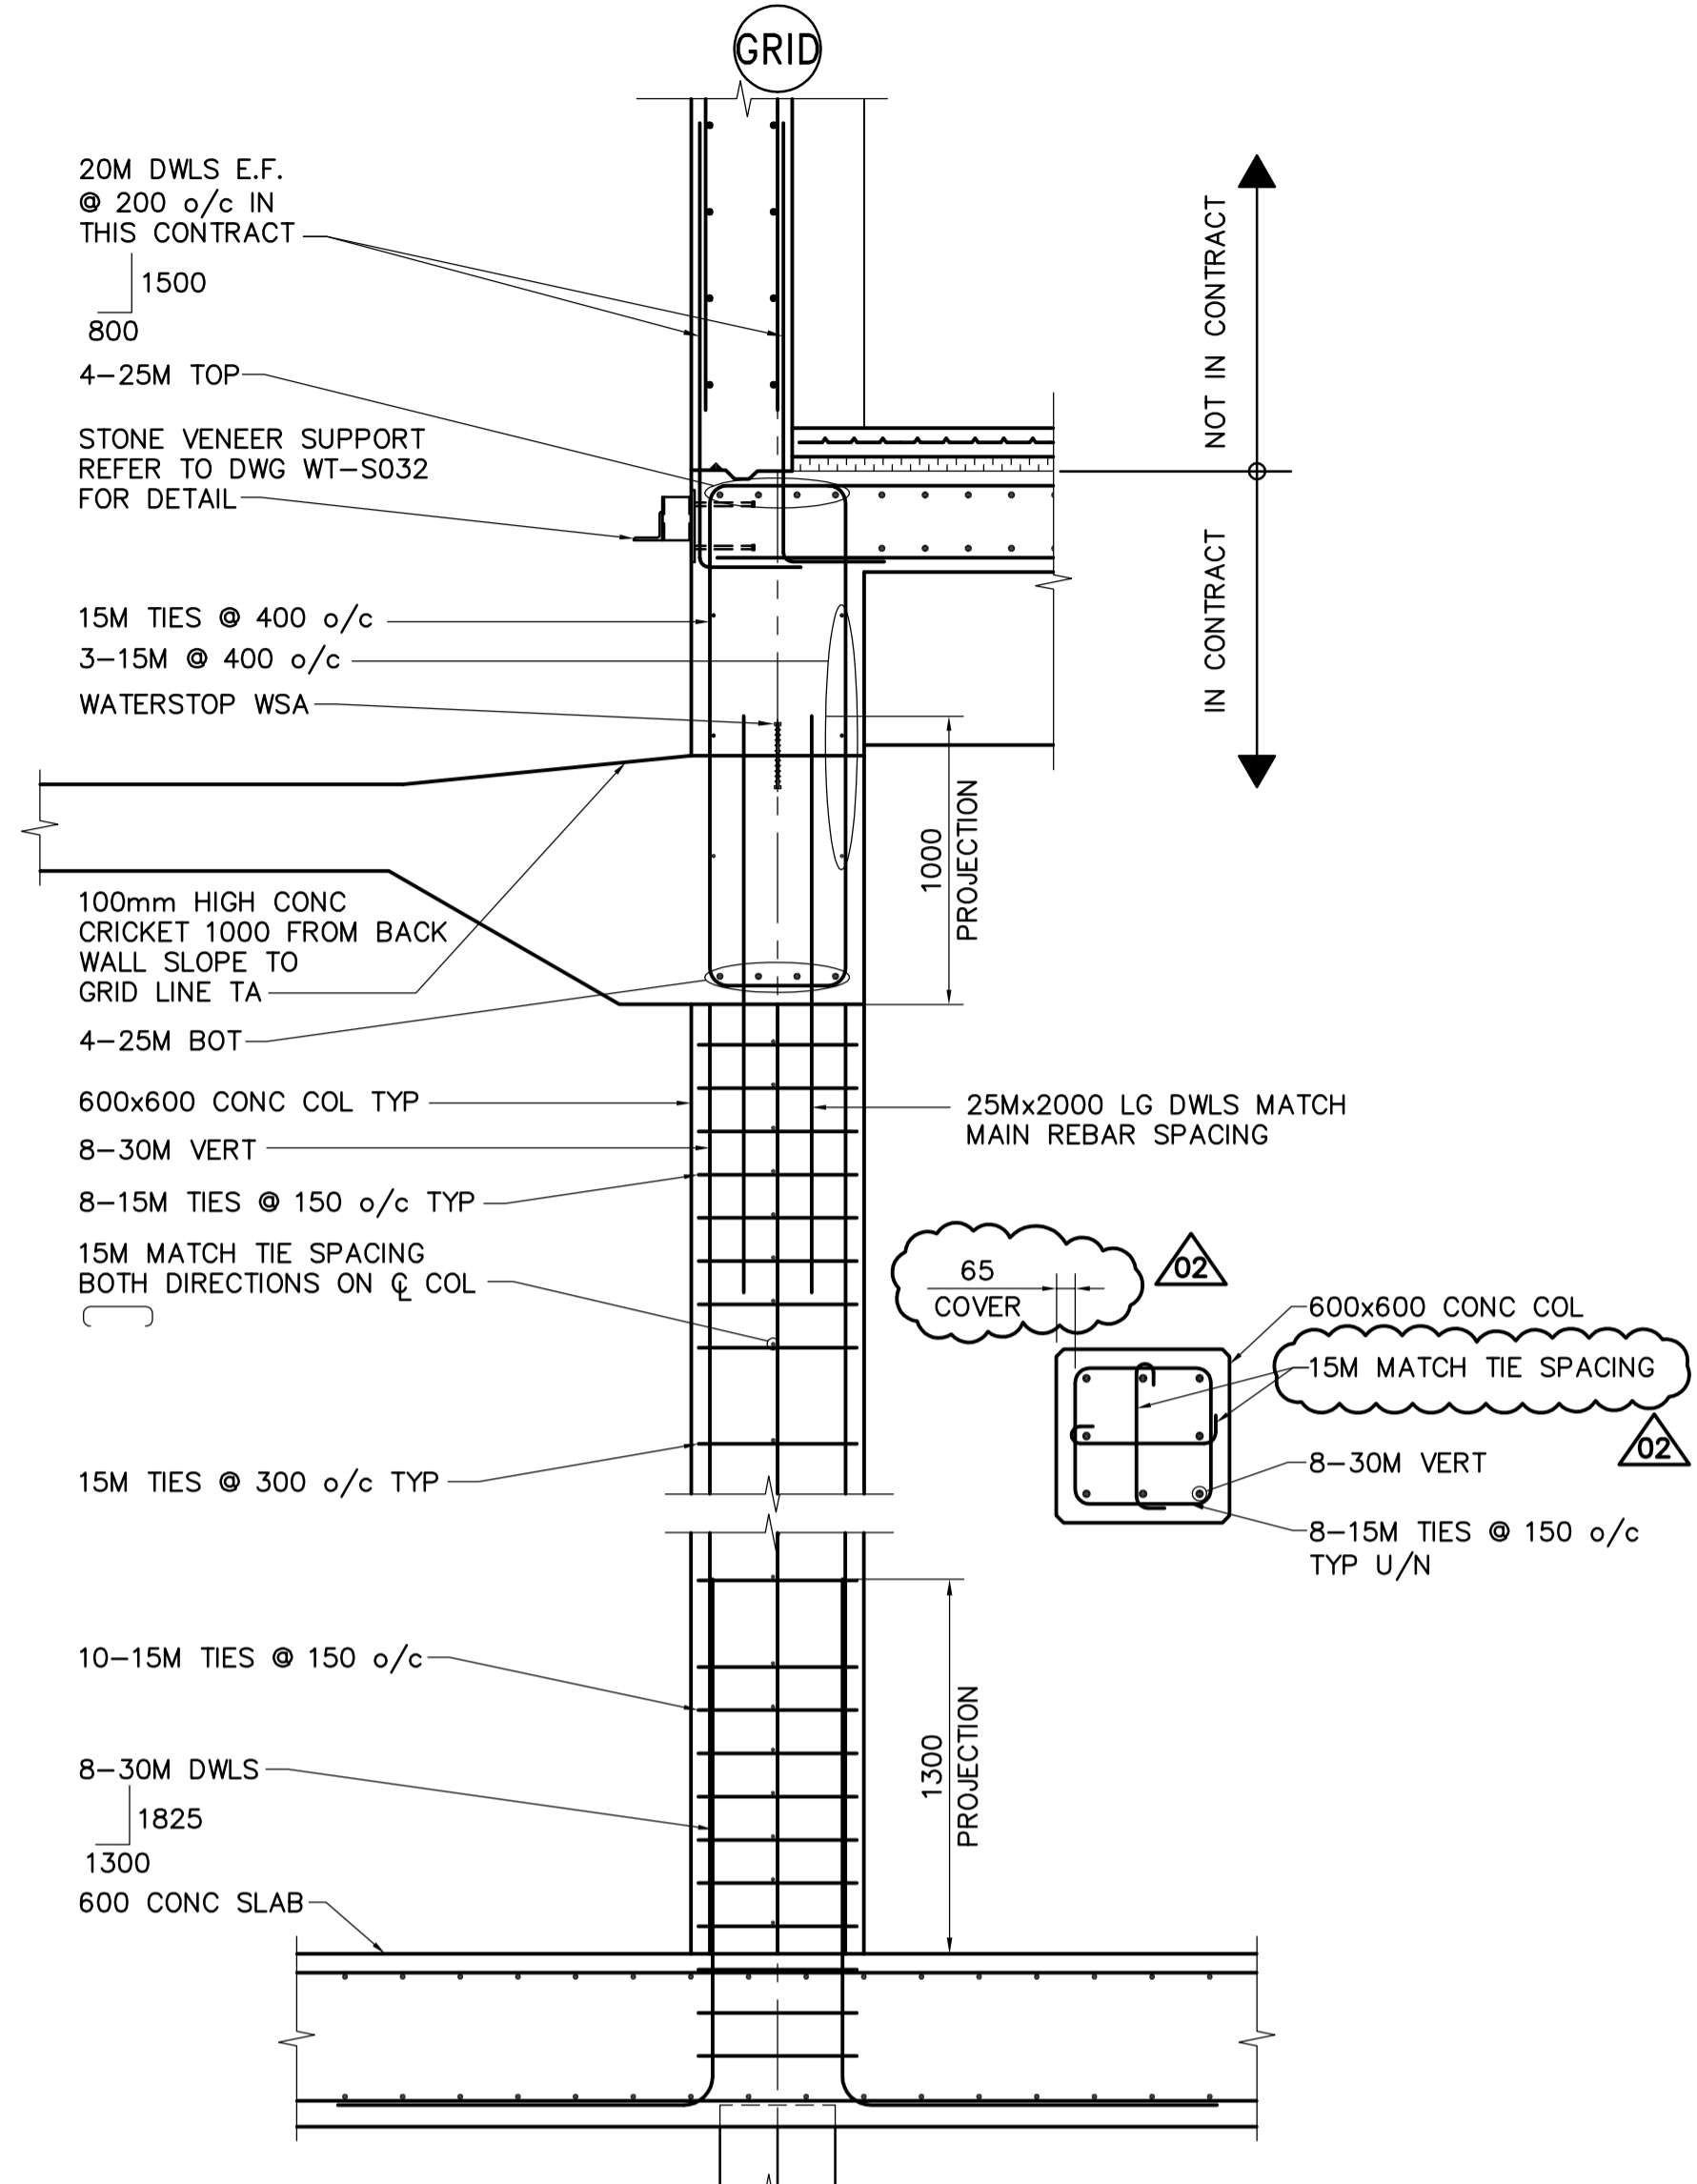 GRID
20M DWLS E.F.
@ 200 o/c IN
THIS CONTRACT
1500
800
4-25M TOP
STONE VENEER SUPPORT
REFER TO DWG WT-S032
FOR DETAIL
15M TIES @ 400 o/c
3-15M @ 400 o/c
WATERSTOP WSA
100mm HIGH CONC
CRICKET 1000 FROM BACK
WALL SLOPE TO
GRID LINE TA
4-25M BOT
600x600 CONC COL TYP
8-30M VERT
8-15M TIES @ 150 o/c TYP
15M MATCH TIE SPACING
BOTH DIRECTIONS ON ℄ COL
15M TIES @ 300 o/c TYP
10-15M TIES @ 150 o/c
8-30M DWLS
1825
1300
600 CONC SLAB
NOT IN CONTRACT
IN CONTRACT
1000
PROJECTION
25Mx2000 LG DWLS MATCH
MAIN REBAR SPACING
65
COVER
02
600x600 CONC COL
15M MATCH TIE SPACING
02
8-30M VERT
8-15M TIES @ 150 o/c
TYP U/N
1300
PROJECTION